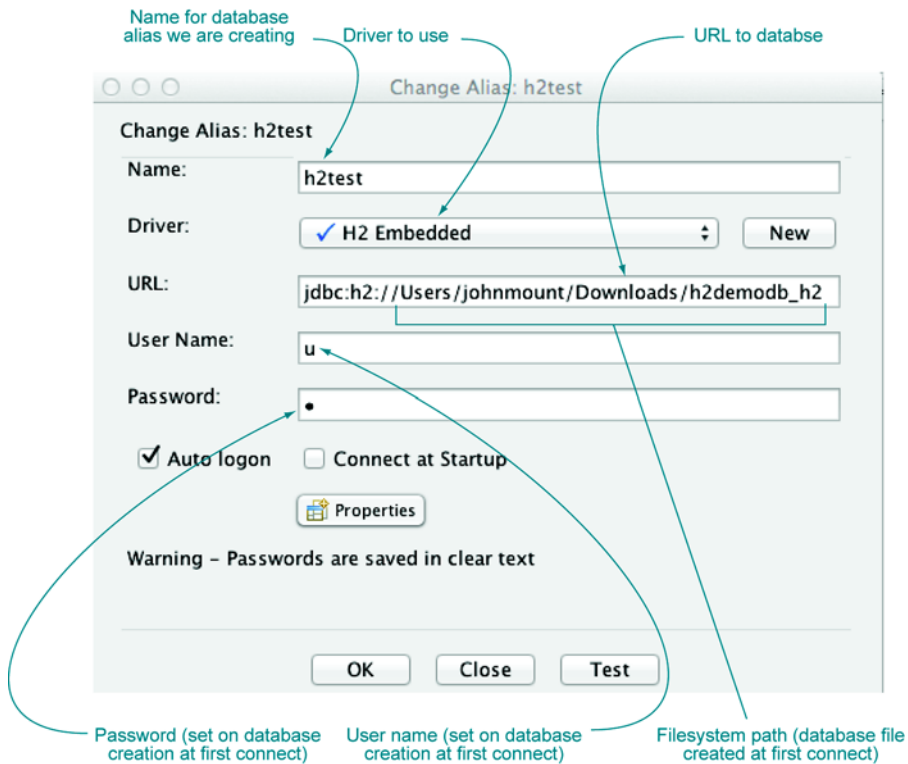 Name for database
alias we are creating
Driver to use
URL to databse
Change Alias: h2test
Change Alias: h2test
Name:
h2test
Driver:
✓ H2 Embedded
New
URL:
jdbc:h2://Users/johnmount/Downloads/h2demodb_h2
User Name:
u
Password:
•
Auto logon
Connect at Startup
Properties
Warning – Passwords are saved in clear text
OK
Close
Test
Password (set on database
creation at first connect)
User name (set on database
creation at first connect)
Filesystem path (database file
created at first connect)